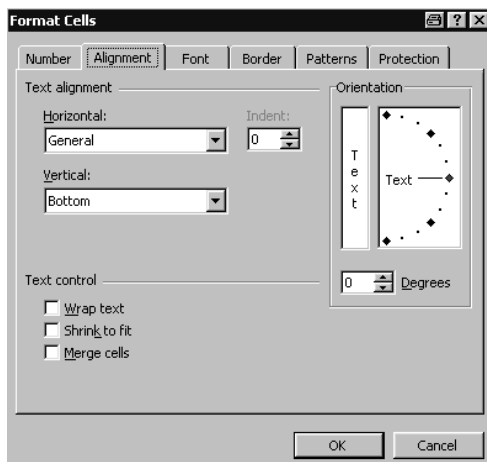 Format Cells
Number Alignment Font Border Patterns Protection
Text alignment
Horizontal:
General
Indent:
0
Vertical:
Bottom
Text control
Wrap text
Shrink to fit
Merge cells
Orientation
Text
Text
0 Degrees
OK Cancel